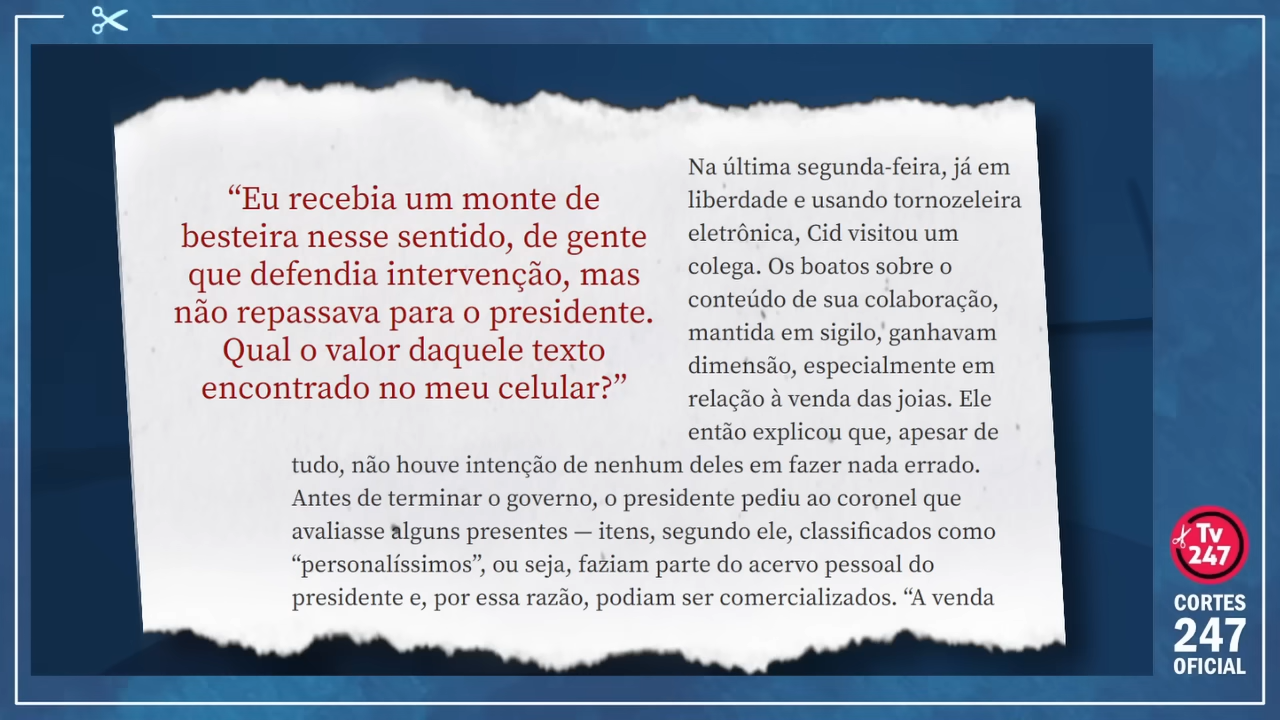 “Eu recebia um monte de
besteira nesse sentido, de gente
que defendia intervenção, mas
não repassava para o presidente.
Qual o valor daquele texto
encontrado no meu celular?”
Na última segunda-feira, já em
liberdade e usando tornozeleira
eletrônica, Cid visitou um
colega. Os boatos sobre o
conteúdo de sua colaboração,
mantida em sigilo, ganhavam
dimensão, especialmente em
relação à venda das joias. Ele
então explicou que, apesar de
tudo, não houve intenção de nenhum deles em fazer nada errado.
Antes de terminar o governo, o presidente pediu ao coronel que
avaliasse alguns presentes — itens, segundo ele, classificados como
“personalíssimos”, ou seja, faziam parte do acervo pessoal do
presidente e, por essa razão, podiam ser comercializados. “A venda
Tv
247
CORTES
247
OFICIAL